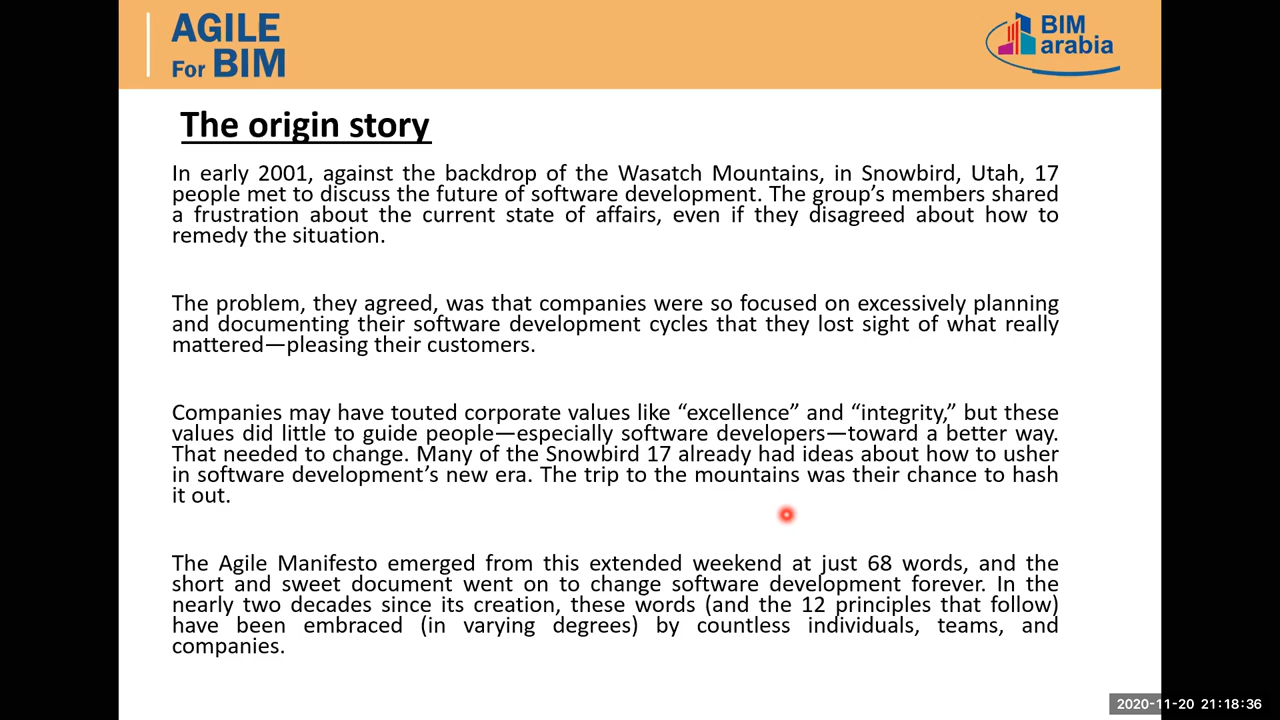 AGILE
For BIM
BIM
arabia
The origin story
In early 2001, against the backdrop of the Wasatch Mountains, in Snowbird, Utah, 17
people met to discuss the future of software development. The group’s members shared
a frustration about the current state of affairs, even if they disagreed about how to
remedy the situation.
The problem, they agreed, was that companies were so focused on excessively planning
and documenting their software development cycles that they lost sight of what really
mattered—pleasing their customers.
Companies may have touted corporate values like “excellence” and “integrity,” but these
values did little to guide people—especially software developers—toward a better way.
That needed to change. Many of the Snowbird 17 already had ideas about how to usher
in software development’s new era. The trip to the mountains was their chance to hash
it out.
The Agile Manifesto emerged from this extended weekend at just 68 words, and the
short and sweet document went on to change software development forever. In the
nearly two decades since its creation, these words (and the 12 principles that follow)
have been embraced (in varying degrees) by countless individuals, teams, and
companies.
2020-11-20 21:18:36